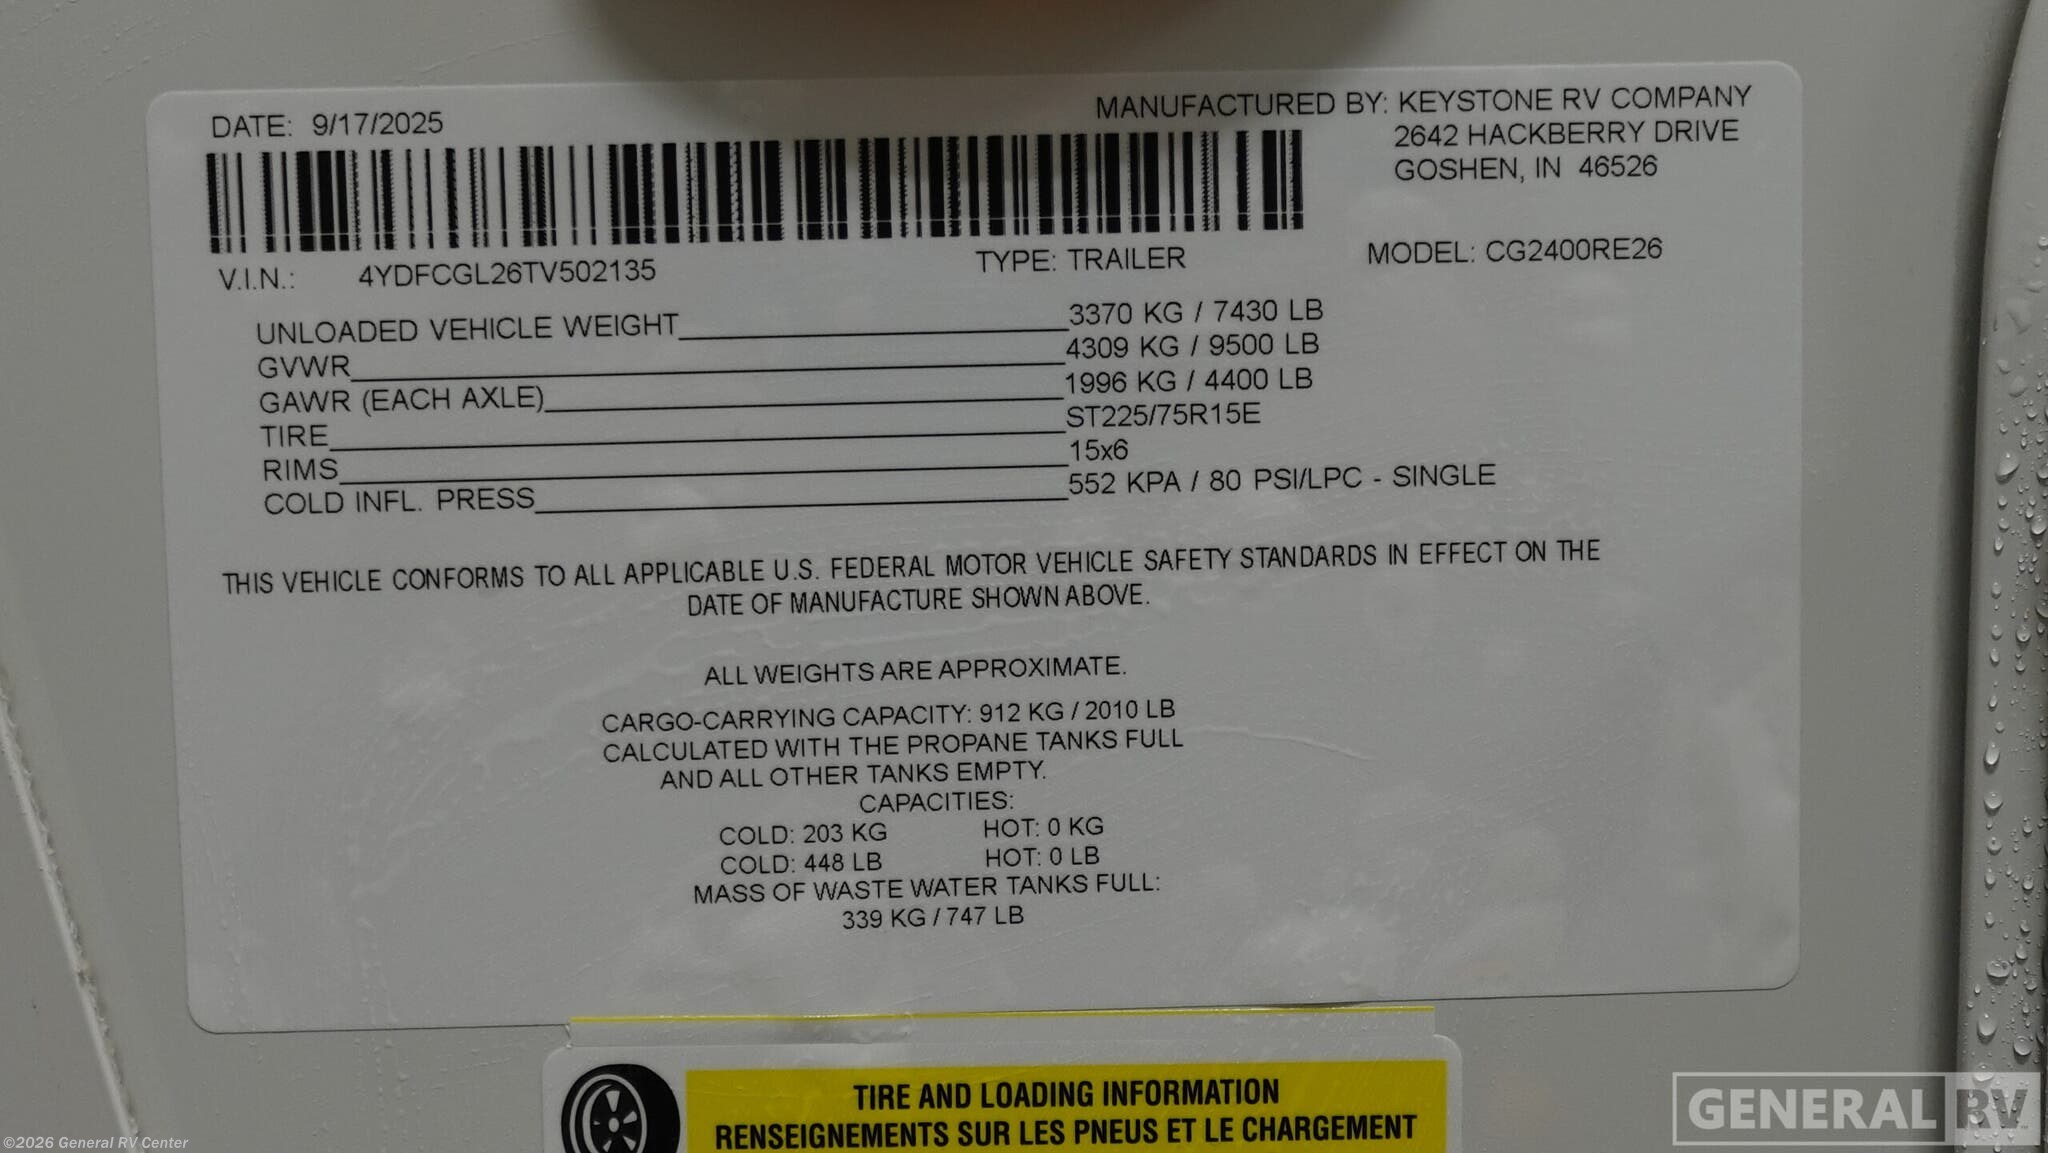 DATE: 9/17/2025
MANUFACTURED BY: KEYSTONE RV COMPANY
2642 HACKBERRY DRIVE
GOSHEN, IN 46526
V.I.N.: 4YDFCGL26TV502135
TYPE: TRAILER
MODEL: CG2400RE26
UNLOADED VEHICLE WEIGHT 3370 KG / 7430 LB
GVWR 4309 KG / 9500 LB
GAWR (EACH AXLE) 1996 KG / 4400 LB
TIRE ST225/75R15E
RIMS 15x6
COLD INFL. PRESS 552 KPA / 80 PSI/LPC - SINGLE
THIS VEHICLE CONFORMS TO ALL APPLICABLE U.S. FEDERAL MOTOR VEHICLE SAFETY STANDARDS IN EFFECT ON THE
DATE OF MANUFACTURE SHOWN ABOVE.
ALL WEIGHTS ARE APPROXIMATE.
CARGO-CARRYING CAPACITY: 912 KG / 2010 LB
CALCULATED WITH THE PROPANE TANKS FULL
AND ALL OTHER TANKS EMPTY.
CAPACITIES:
COLD: 203 KG HOT: 0 KG
COLD: 448 LB HOT: 0 LB
MASS OF WASTE WATER TANKS FULL:
339 KG / 747 LB
TIRE AND LOADING INFORMATION
RENSEIGNEMENTS SUR LES PNEUS ET LE CHARGEMENT
GENERAL RV
©2026 General RV Center